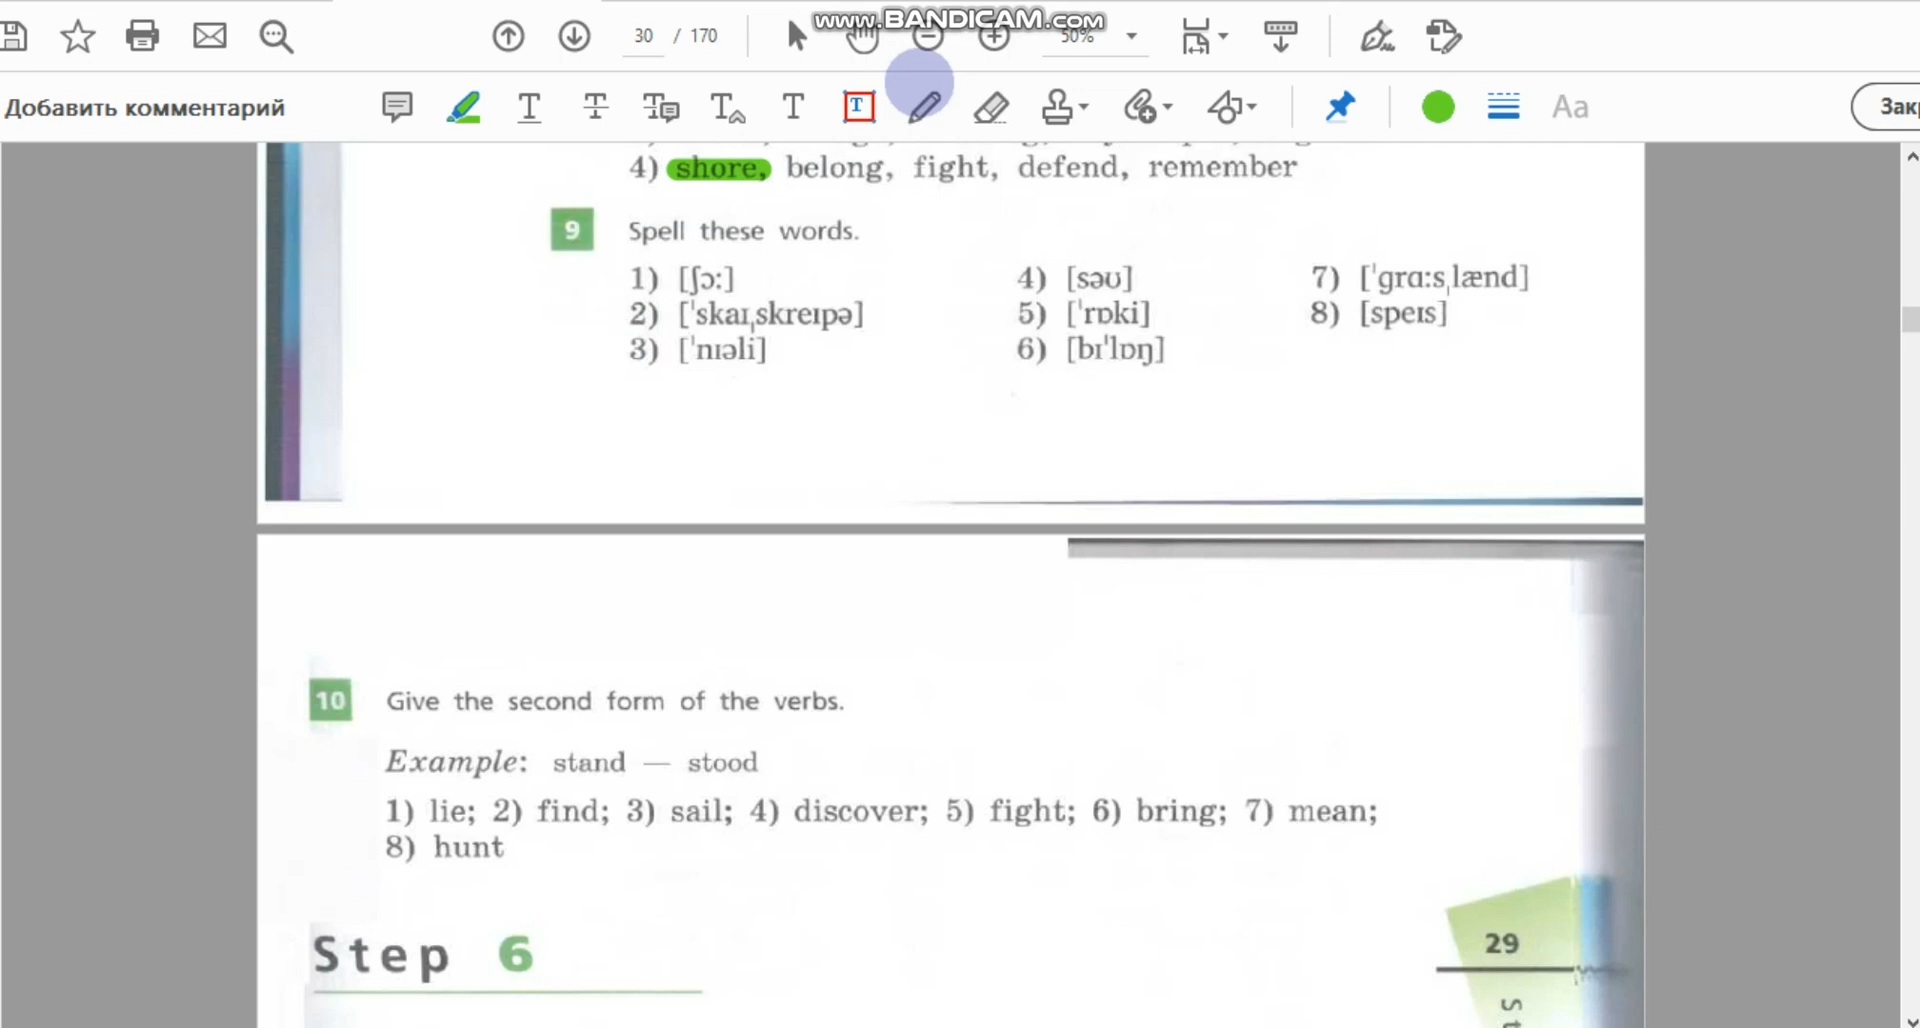 www.BANDICAM.com
30 / 170
50%
Добавить комментарий
T T T T T T
Aa
Зак
4) shore, belong, fight, defend, remember
9 Spell these words.
1) [ʃɔ:] 4) [səʊ] 7) [ˈgrɑ:sˌlænd]
2) [ˈskaɪˌskreɪpə] 5) [ˈrɒki] 8) [speɪs]
3) [ˈnɪəli] 6) [bɪˈlɒŋ]
10 Give the second form of the verbs.
Example: stand — stood
1) lie; 2) find; 3) sail; 4) discover; 5) fight; 6) bring; 7) mean;
8) hunt
Step 6
29